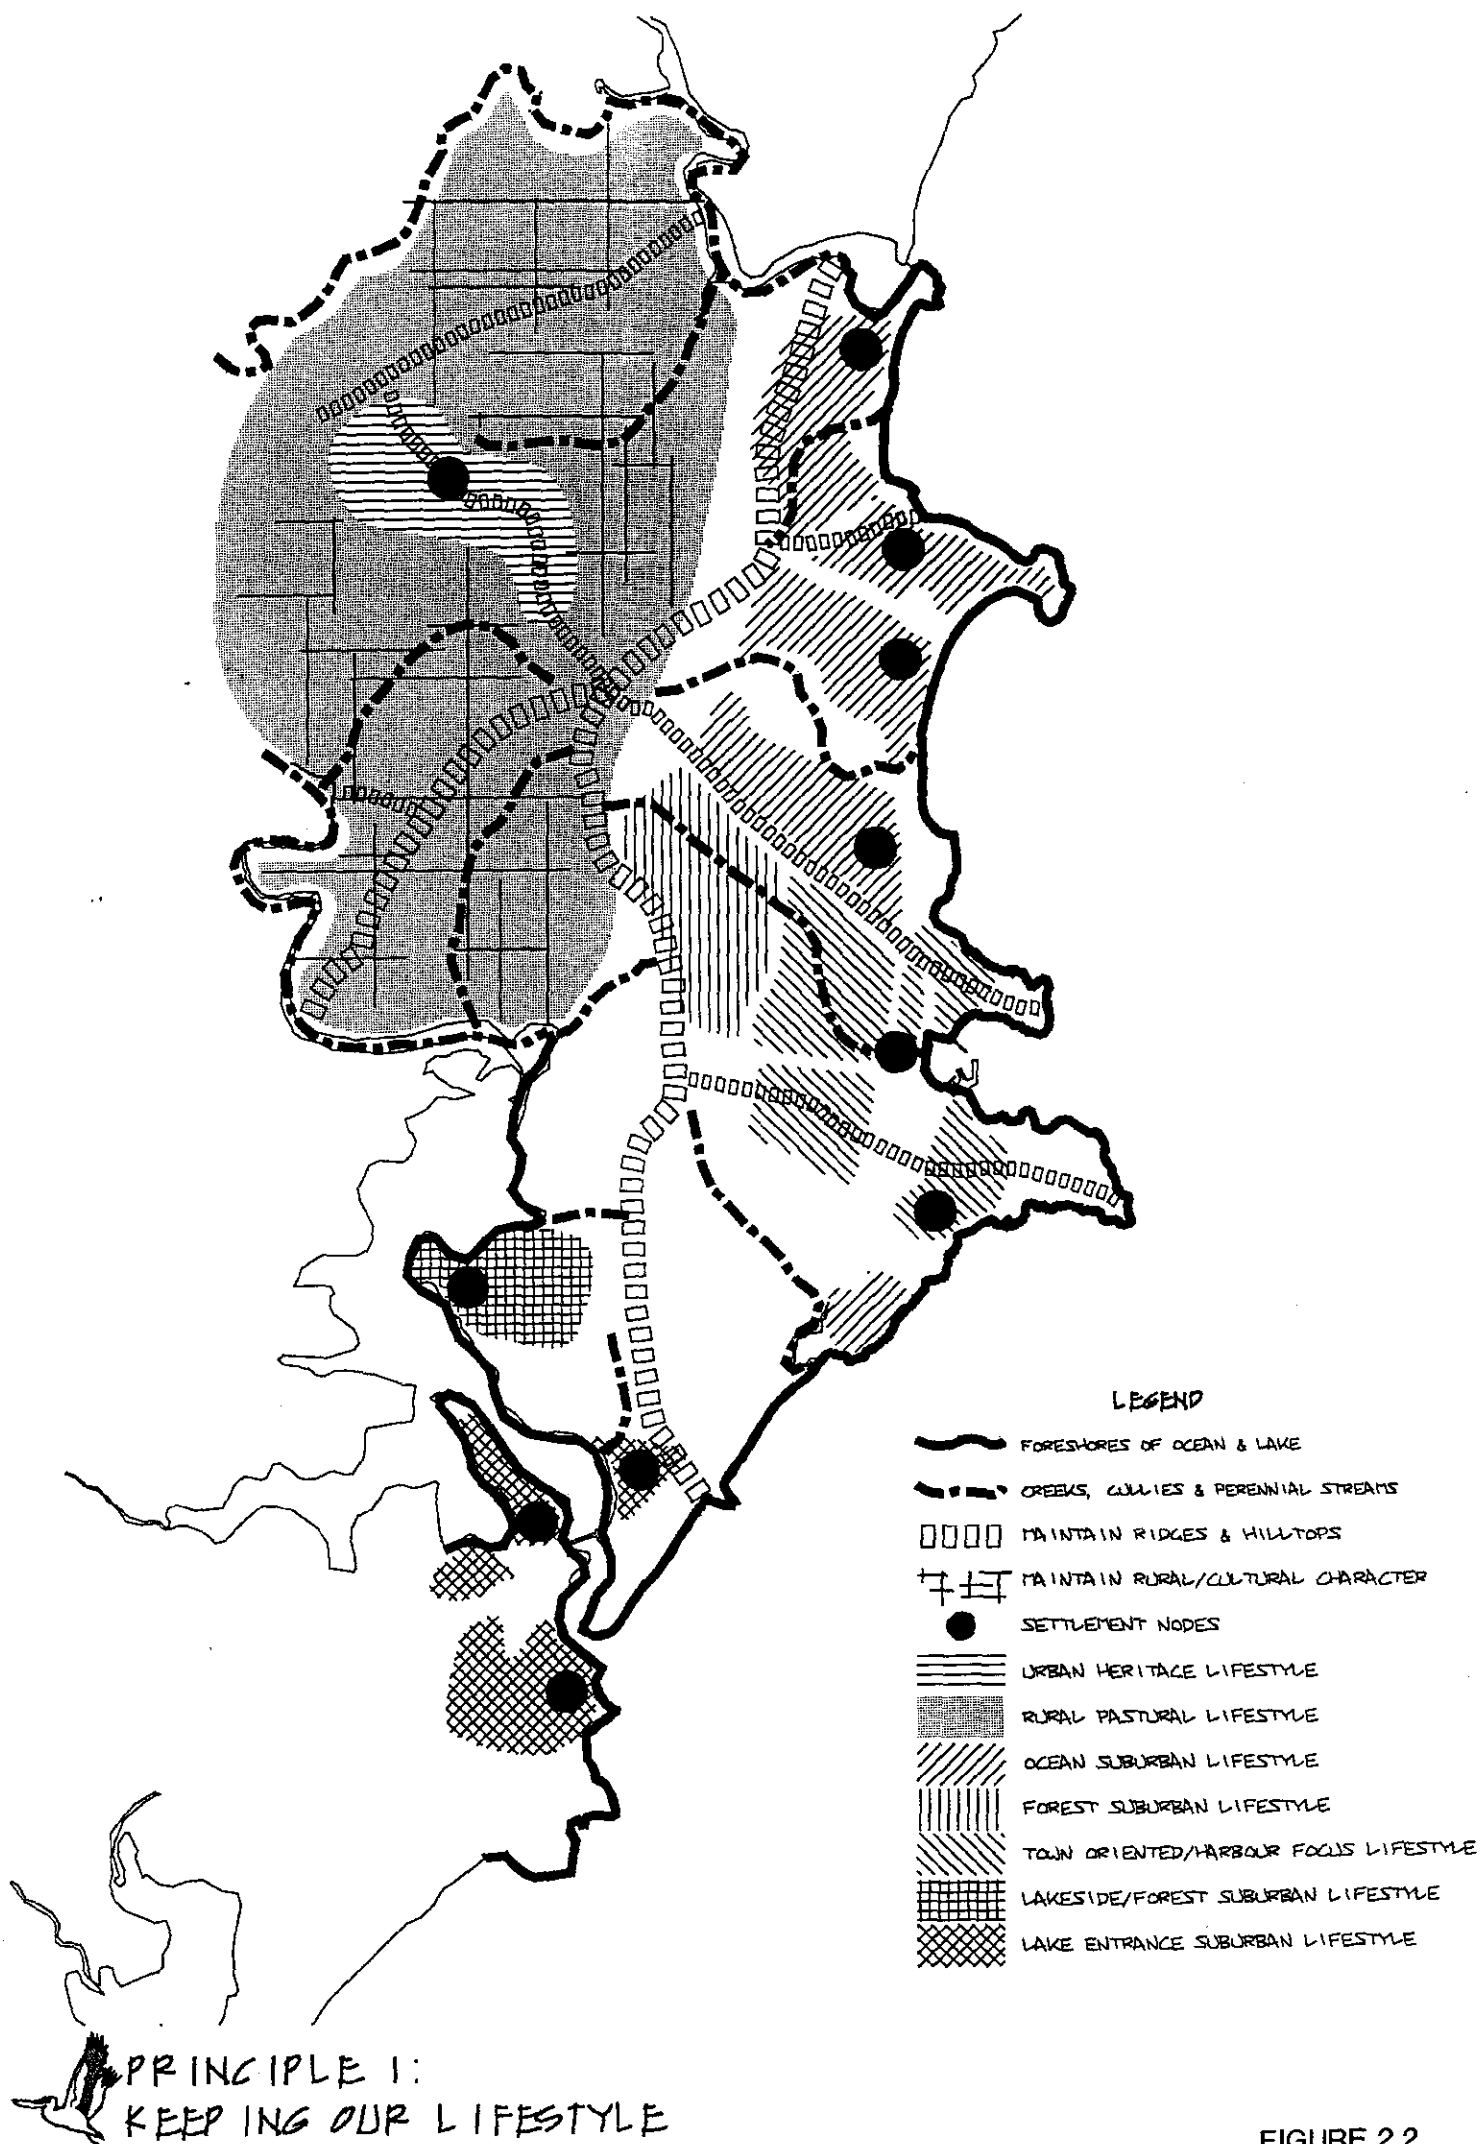 LEGEND
FORESHORES OF OCEAN & LAKE
CREEKS, GULLIES & PERENNIAL STREAMS
MAINTAIN RIDGES & HILLTOPS
MAINTAIN RURAL/CULTURAL CHARACTER
SETTLEMENT NODES
URBAN HERITAGE LIFESTYLE
RURAL PASTURAL LIFESTYLE
OCEAN SUBURBAN LIFESTYLE
FOREST SUBURBAN LIFESTYLE
TOWN ORIENTED/HARBOUR FOCUS LIFESTYLE
LAKESIDE/FOREST SUBURBAN LIFESTYLE
LAKE ENTRANCE SUBURBAN LIFESTYLE
PRINCIPLE 1:
KEEPING OUR LIFESTYLE
FIGURE 2.2